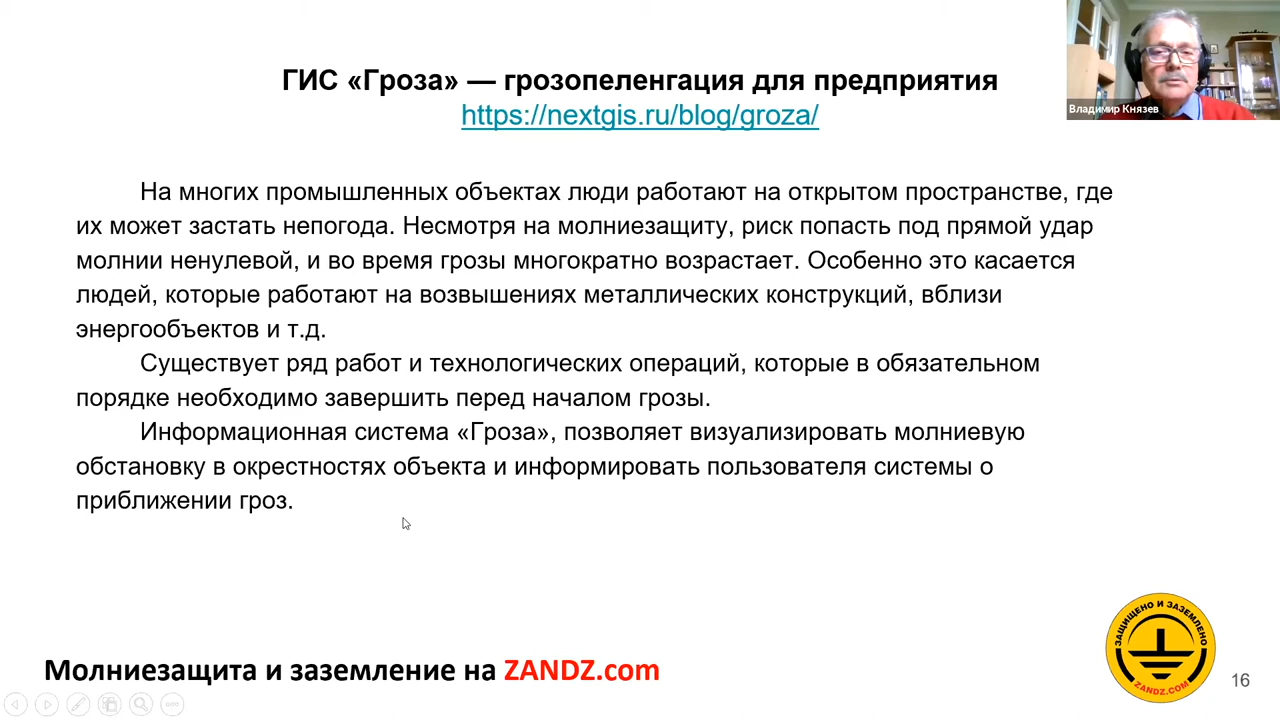 ГИС «Гроза» — грозопеленгация для предприятия
https://nextgis.ru/blog/groza/
Владимир Князев
На многих промышленных объектах люди работают на открытом пространстве, где
их может застать непогода. Несмотря на молниезащиту, риск попасть под прямой удар
молнии ненулевой, и во время грозы многократно возрастает. Особенно это касается
людей, которые работают на возвышениях металлических конструкций, вблизи
энергообъектов и т.д.
Существует ряд работ и технологических операций, которые в обязательном
порядке необходимо завершить перед началом грозы.
Информационная система «Гроза», позволяет визуализировать молниевую
обстановку в окрестностях объекта и информировать пользователя системы о
приближении гроз.
ЗАЩИЩЕНО И ЗАЗЕМЛЕНО
ZANDZ.COM
Молниезащита и заземление на ZANDZ.com
16